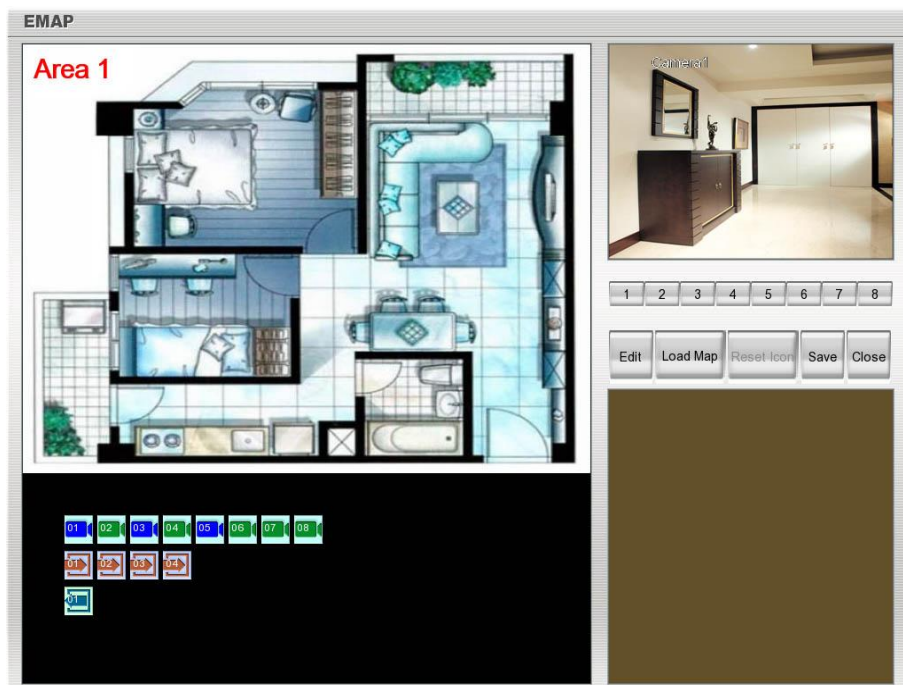 EMAP
Area 1
Camera1
1 2 3 4 5 6 7 8
Edit Load Map Reset Icon Save Close
01 02 03 04 05 06 07 08
01 02 03 04
01